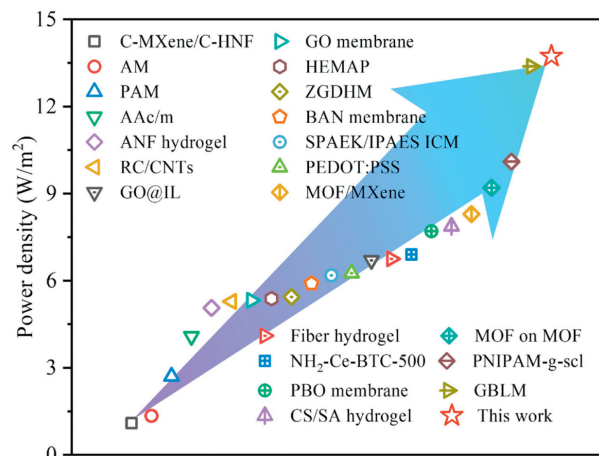 15
12
9
6
3
0
Power density (W/m²)
C-MXene/C-HNF
AM
PAM
AAc/m
ANF hydrogel
RC/CNTs
GO@IL
GO membrane
HEMAP
ZGDHM
BAN membrane
SPAEK/IPAES ICM
PEDOT:PSS
MOF/MXene
Fiber hydrogel
NH₂-Ce-BTC-500
PBO membrane
CS/SA hydrogel
MOF on MOF
PNIPAM-g-scl
GBLM
This work